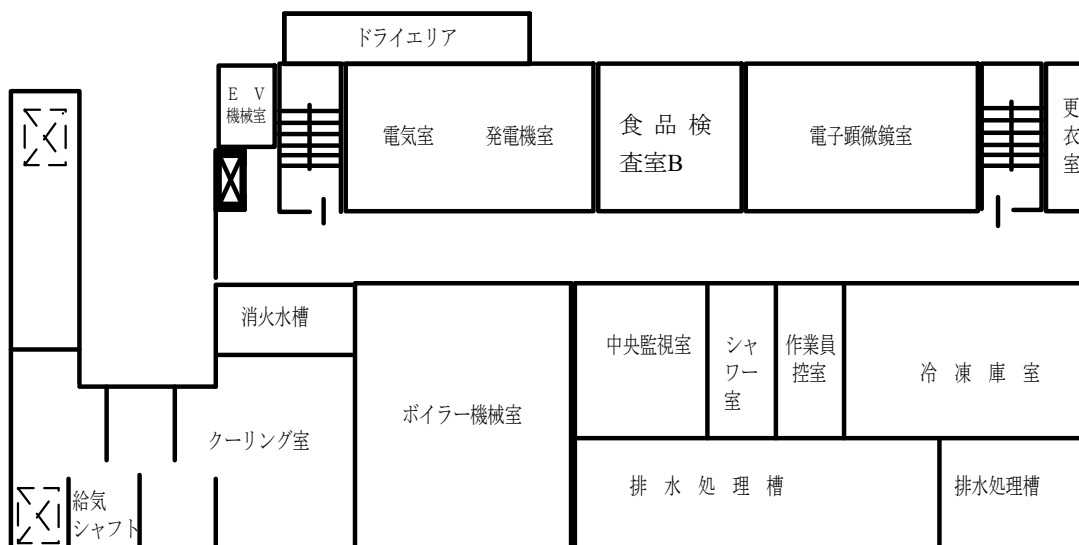 ドライエリア
Ｅ Ｖ
機械室
電気室
発電機室
食 品 検
査室B
電子顕微鏡室
更
衣
室
消火水槽
中央監視室
シャ
ワー
室
作業員
控室
冷 凍 庫 室
ボイラー機械室
クーリング室
排 水 処 理 槽
排水処理槽
給気
シャフト